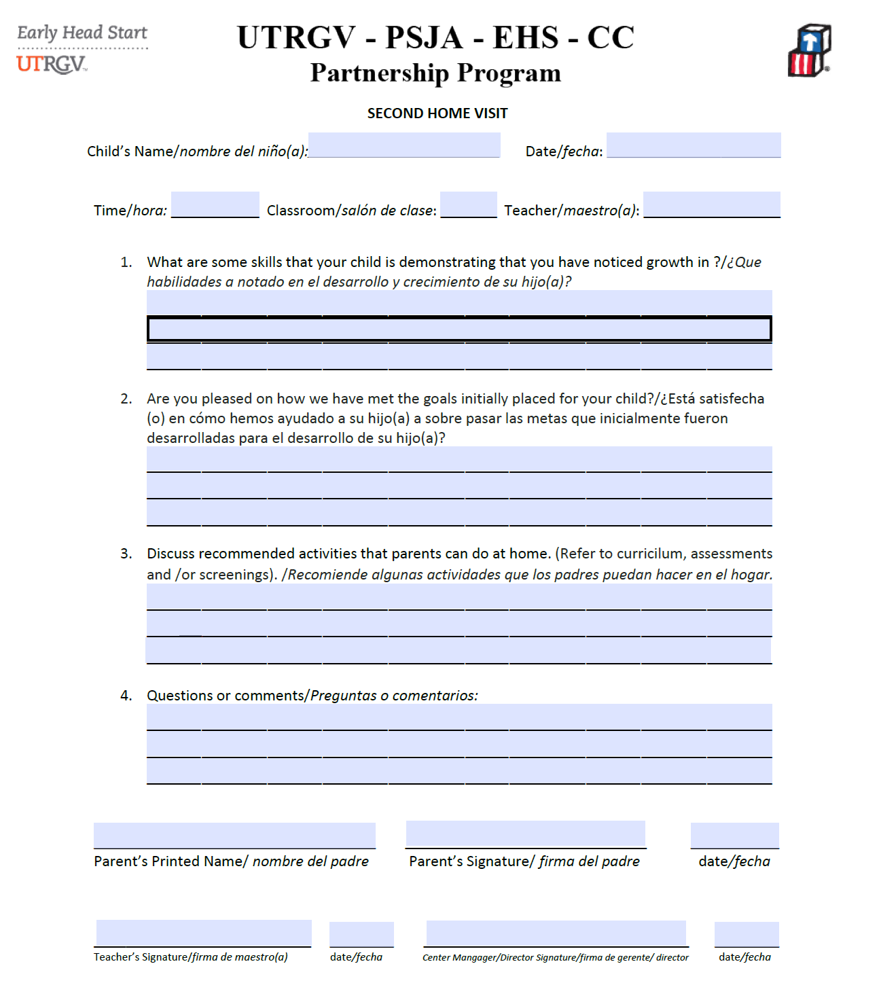 Early Head Start
UTRGV™
UTRGV - PSJA - EHS - CC
Partnership Program
SECOND HOME VISIT
Child’s Name/nombre del niño(a): Date/fecha:
Time/hora: Classroom/salón de clase: Teacher/maestro(a):
1. What are some skills that your child is demonstrating that you have noticed growth in ?/¿Que
habilidades a notado en el desarrollo y crecimiento de su hijo(a)?
2. Are you pleased on how we have met the goals initially placed for your child?/¿Está satisfecha
(o) en cómo hemos ayudado a su hijo(a) a sobre pasar las metas que inicialmente fueron
desarrolladas para el desarrollo de su hijo(a)?
3. Discuss recommended activities that parents can do at home. (Refer to curricilum, assessments
and /or screenings). /Recomiende algunas actividades que los padres puedan hacer en el hogar.
4. Questions or comments/Preguntas o comentarios:
Parent’s Printed Name/ nombre del padre Parent’s Signature/ firma del padre date/fecha
Teacher’s Signature/firma de maestro(a) date/fecha Center Mangager/Director Signature/firma de gerente/ director date/fecha